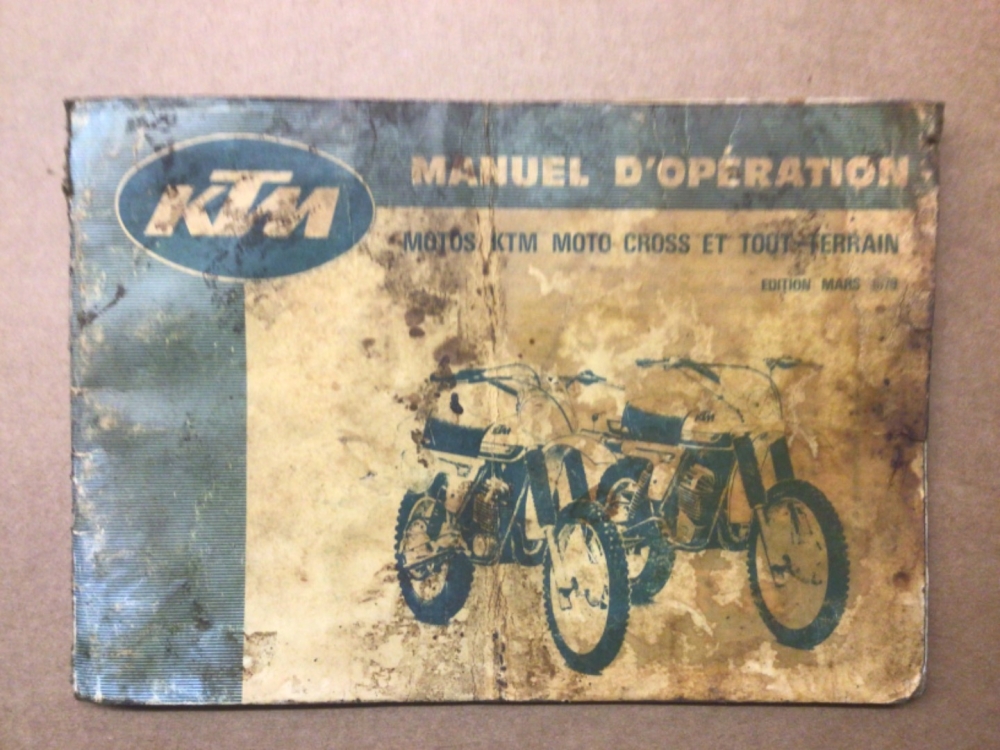 KTM
MANUEL D'OPÉRATION
MOTOS KTM MOTO CROSS ET TOUT-TERRAIN
EDITION MARS